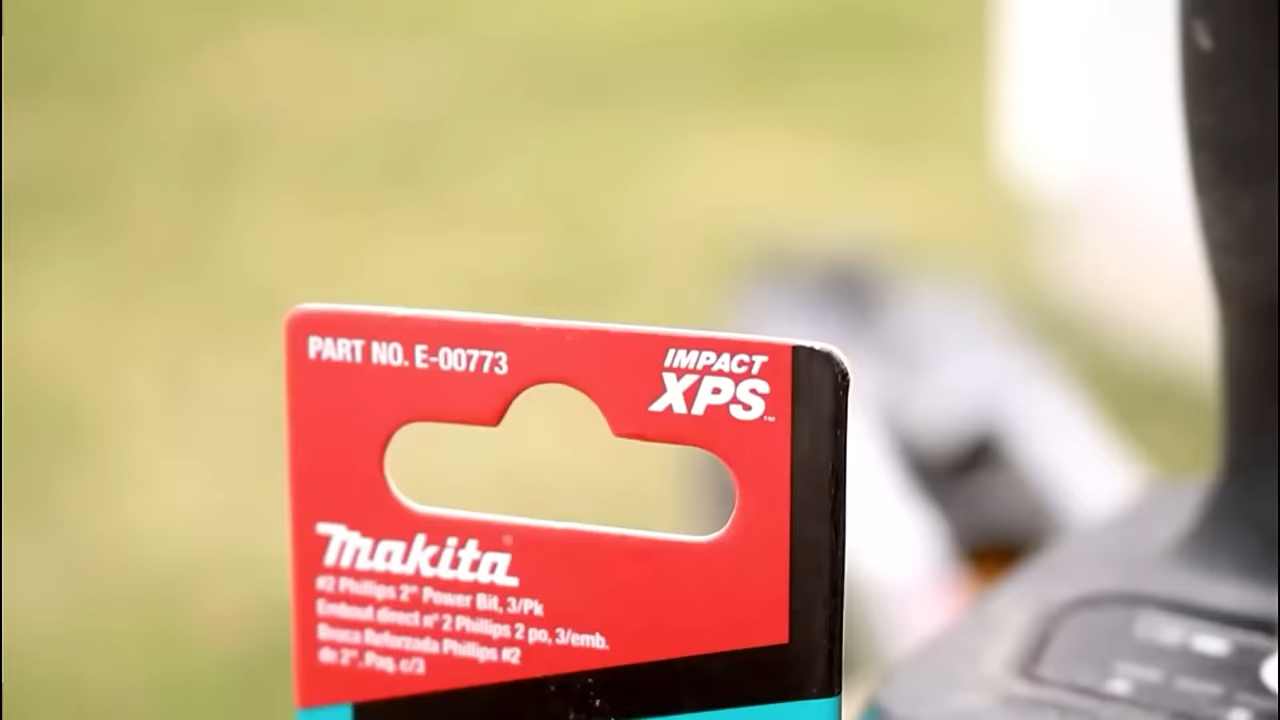 PART NO. E-00773
IMPACT
XPS™
Makita
#2 Phillips 2" Power Bit, 3/Pk
Embout direct nº 2 Phillips 2 po, 3/emb.
Broca Reforzada Phillips #2
de 2", Paq. c/3